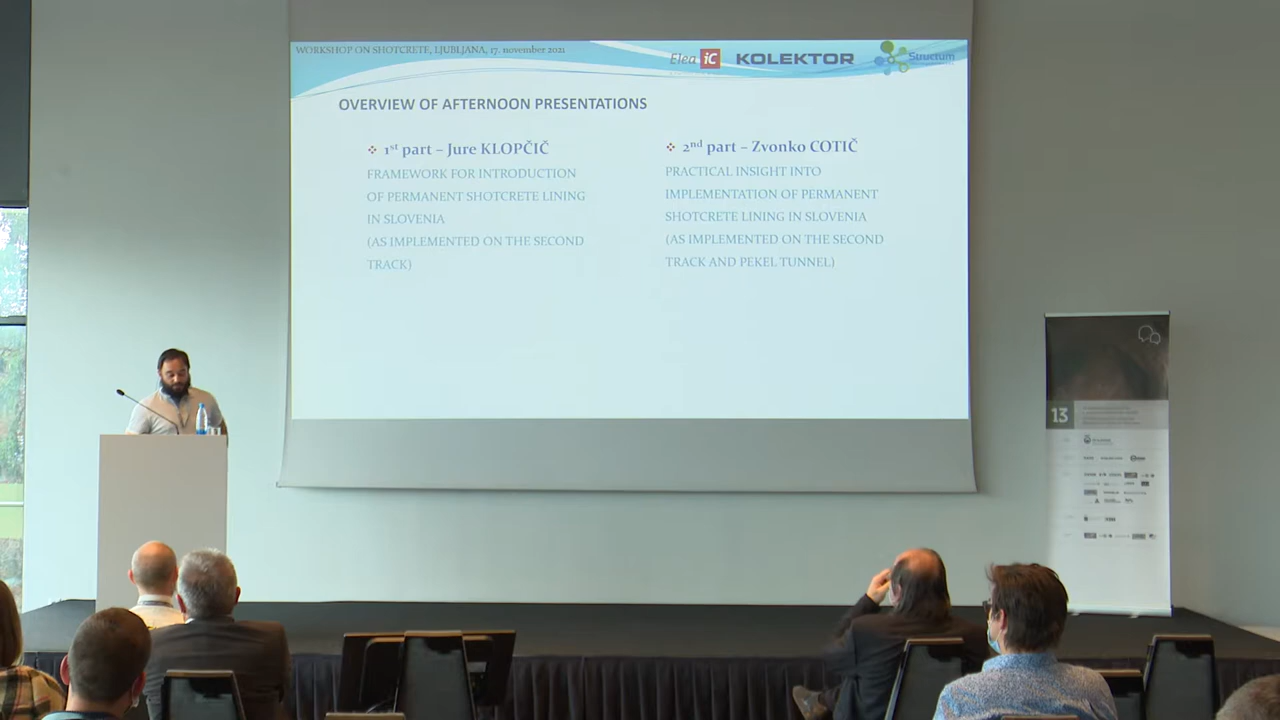 WORKSHOP ON SHOTCRETE, LJUBLJANA, 17. november 2021
Elea iC
KOLEKTOR
Structum
OVERVIEW OF AFTERNOON PRESENTATIONS
1st part – Jure KLOPČIČ
FRAMEWORK FOR INTRODUCTION
OF PERMANENT SHOTCRETE LINING
IN SLOVENIA
(AS IMPLEMENTED ON THE SECOND
TRACK)
2nd part – Zvonko COTIČ
PRACTICAL INSIGHT INTO
IMPLEMENTATION OF PERMANENT
SHOTCRETE LINING IN SLOVENIA
(AS IMPLEMENTED ON THE SECOND
TRACK AND PEKEL TUNNEL)
13